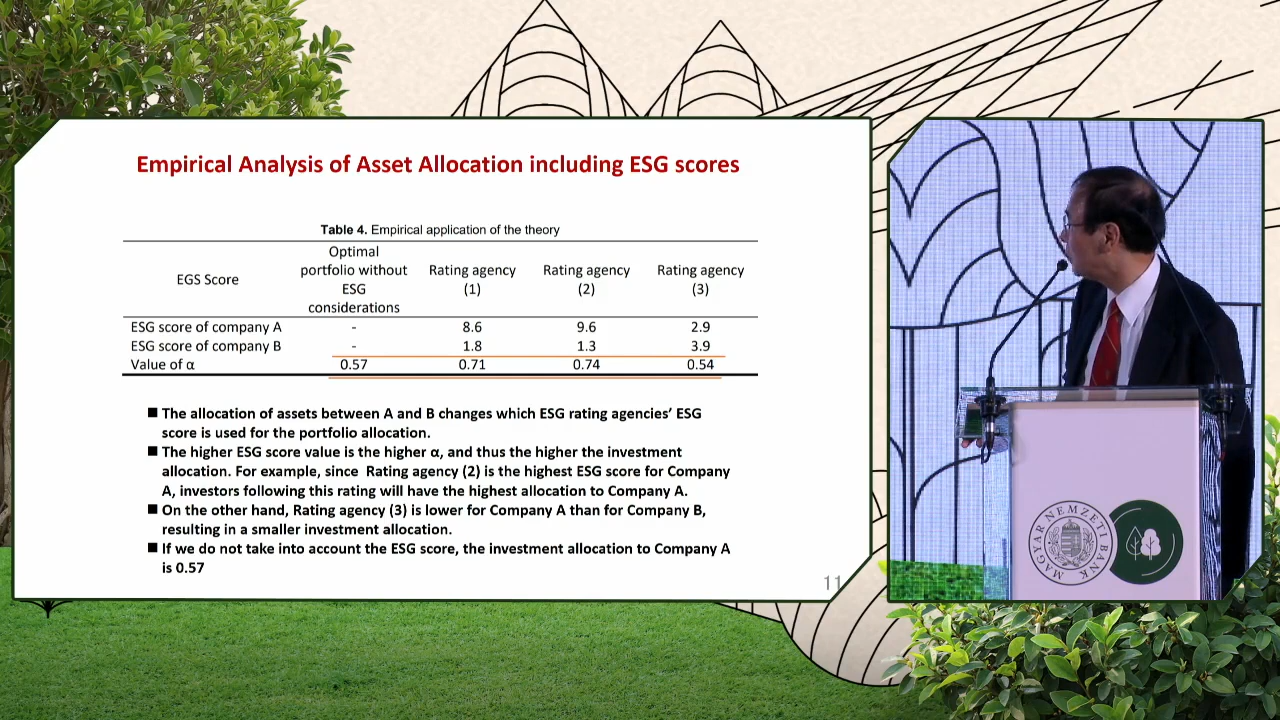 Empirical Analysis of Asset Allocation including ESG scores
Table 4. Empirical application of the theory
EGS Score
Optimal
portfolio without
ESG
considerations
Rating agency
(1)
Rating agency
(2)
Rating agency
(3)
ESG score of company A - 8.6 9.6 2.9
ESG score of company B - 1.8 1.3 3.9
Value of α 0.57 0.71 0.74 0.54
■ The allocation of assets between A and B changes which ESG rating agencies’ ESG
score is used for the portfolio allocation.
■ The higher ESG score value is the higher α, and thus the higher the investment
allocation. For example, since Rating agency (2) is the highest ESG score for Company
A, investors following this rating will have the highest allocation to Company A.
■ On the other hand, Rating agency (3) is lower for Company A than for Company B,
resulting in a smaller investment allocation.
■ If we do not take into account the ESG score, the investment allocation to Company A
is 0.57
11
MAGYAR NEMZETI BANK